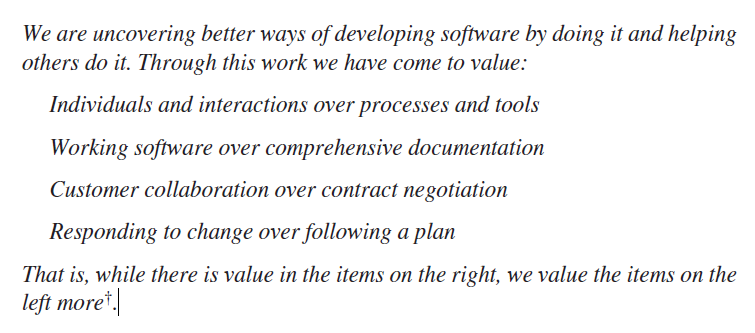 We are uncovering better ways of developing software by doing it and helping
others do it. Through this work we have come to value:
Individuals and interactions over processes and tools
Working software over comprehensive documentation
Customer collaboration over contract negotiation
Responding to change over following a plan
That is, while there is value in the items on the right, we value the items on the
left more†.